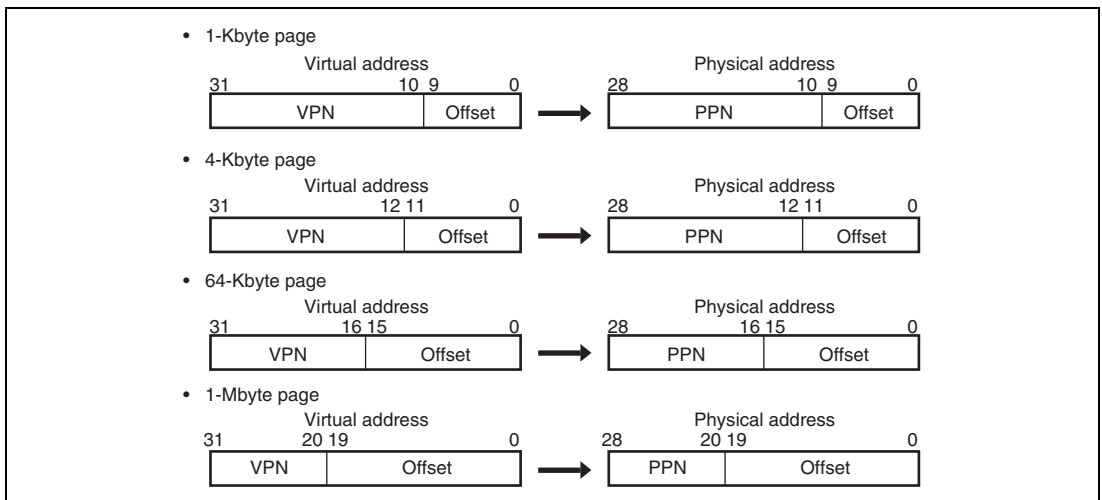 • 1-Kbyte page
Virtual address Physical address
31 10 9 0 28 10 9 0
VPN Offset PPN Offset
• 4-Kbyte page
Virtual address Physical address
31 12 11 0 28 12 11 0
VPN Offset PPN Offset
• 64-Kbyte page
Virtual address Physical address
31 16 15 0 28 16 15 0
VPN Offset PPN Offset
• 1-Mbyte page
Virtual address Physical address
31 20 19 0 28 20 19 0
VPN Offset PPN Offset